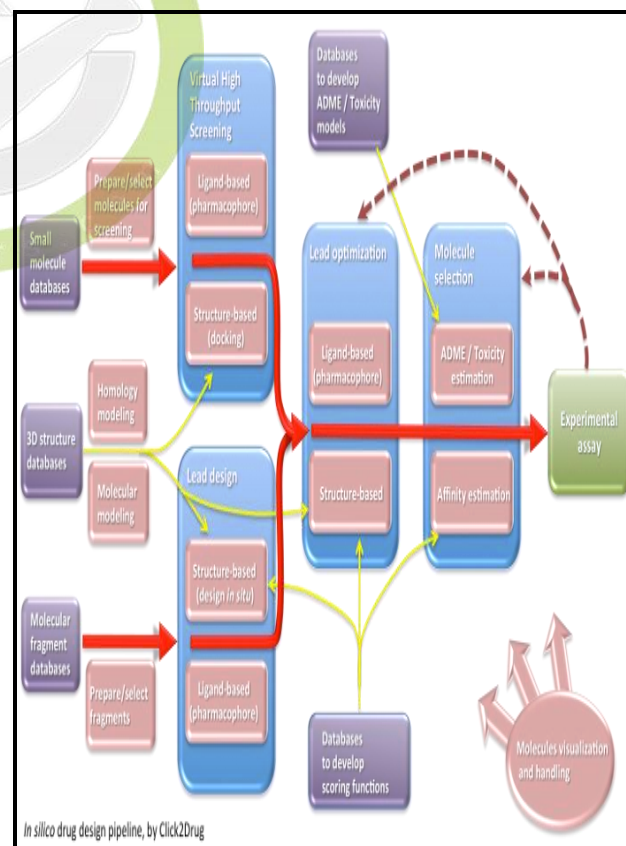 Databases
to develop
ADME / Toxicity
models
Virtual High
Throughput
Screening
Prepare/select
molecules for
screening
Ligand-based
(pharmacophore)
Small
molecule
databases
Structure-based
(docking)
Lead optimization
Molecule
selection
Ligand-based
(pharmacophore)
ADME / Toxicity
estimation
Homology
modeling
3D structure
databases
Molecular
modeling
Experimental
assay
Lead design
Structure-based
Affinity estimation
Structure-based
(design in situ)
Molecular
fragment
databases
Prepare/select
fragments
Ligand-based
(pharmacophore)
Databases
to develop
scoring functions
Molecules visualization
and handling
In silico drug design pipeline, by Click2Drug